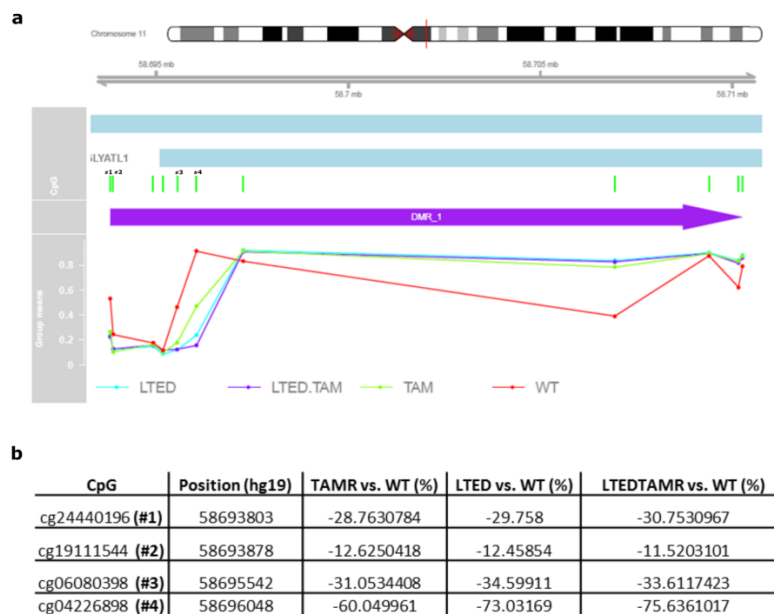 a
Chromosome 11
58.695 mb
58.705 mb
58.7 mb
58.71 mb
LYATL1
#1 #2 #3 #4
CpG
DMR_1
Group means
0.8
0.6
0.4
0.2
0
LTED LTED.TAM TAM WT
b
CpG Position (hg19) TAMR vs. WT (%) LTED vs. WT (%) LTEDTAMR vs. WT (%)
cg24440196 (#1) 58693803 -28.7630784 -29.758 -30.7530967
cg19111544 (#2) 58693878 -12.6250418 -12.45854 -11.5203101
cg06080398 (#3) 58695542 -31.0534408 -34.59911 -33.6117423
cg04226898 (#4) 58696048 -60.049961 -73.03169 -75.6361017